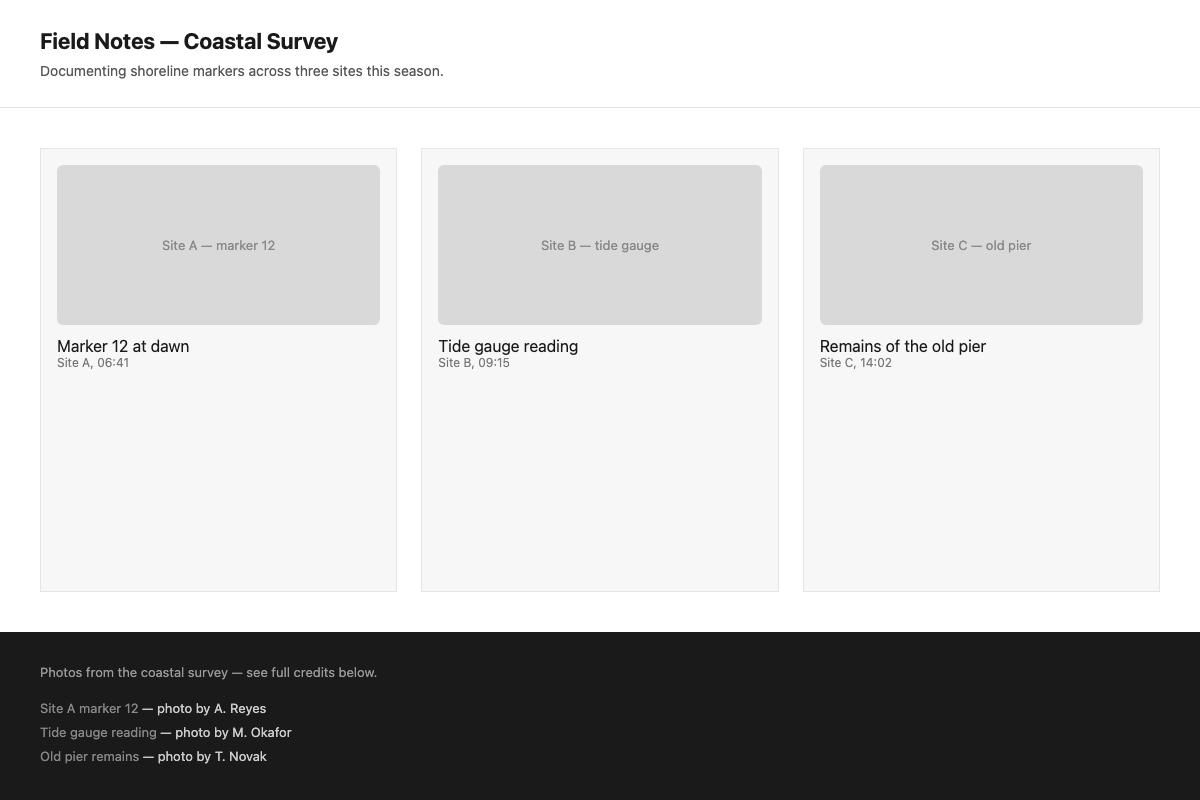 Field Notes — Coastal Survey
Documenting shoreline markers across three sites this season.
Site A — marker 12
Marker 12 at dawn
Site A, 06:41
Site B — tide gauge
Tide gauge reading
Site B, 09:15
Site C — old pier
Remains of the old pier
Site C, 14:02
Photos from the coastal survey — see full credits below.
Site A marker 12 — photo by A. Reyes
Tide gauge reading — photo by M. Okafor
Old pier remains — photo by T. Novak